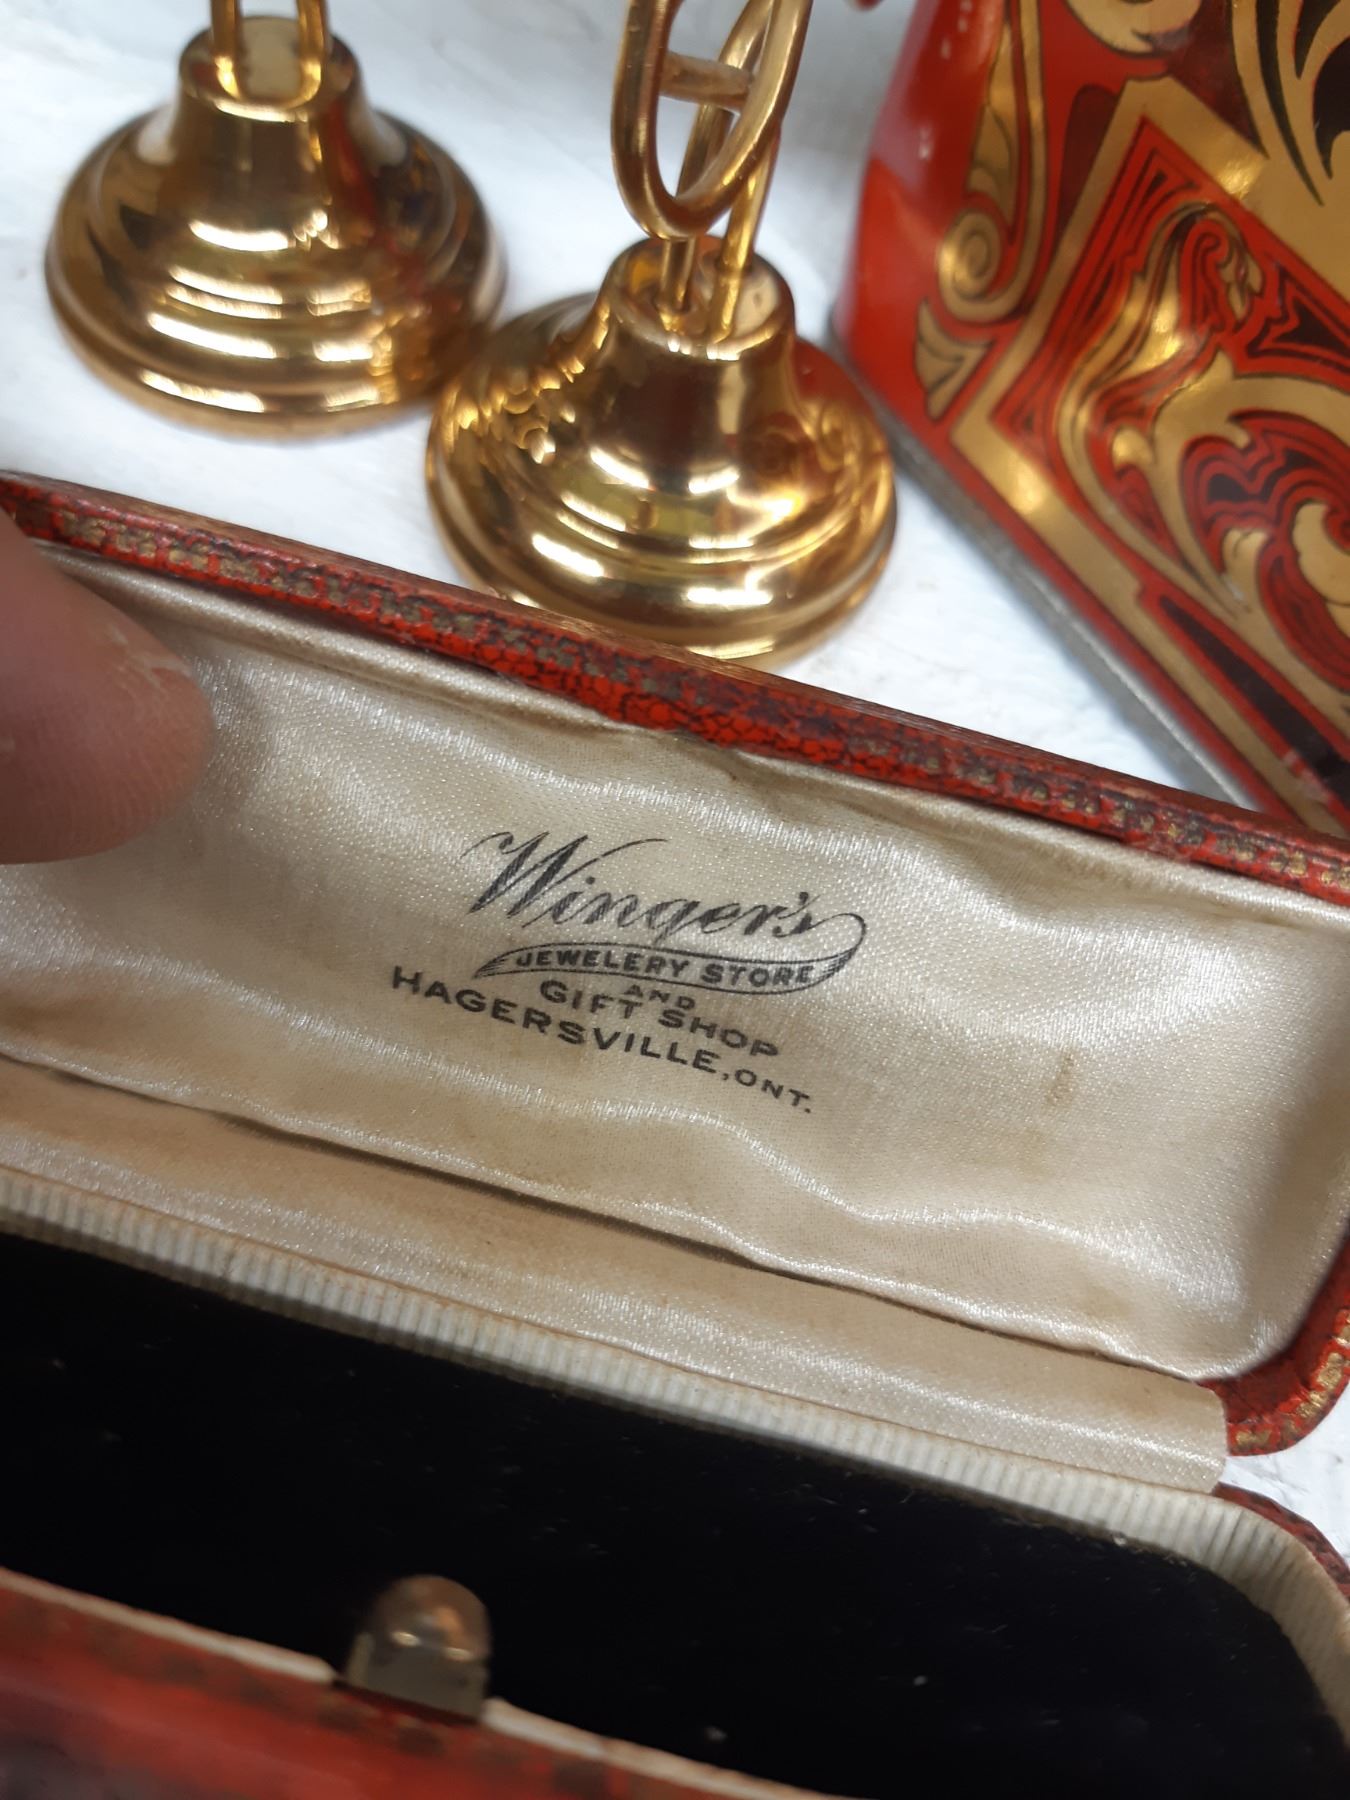 Winger's
JEWELERY STORE
AND
GIFT SHOP
HAGERSVILLE, ONT.